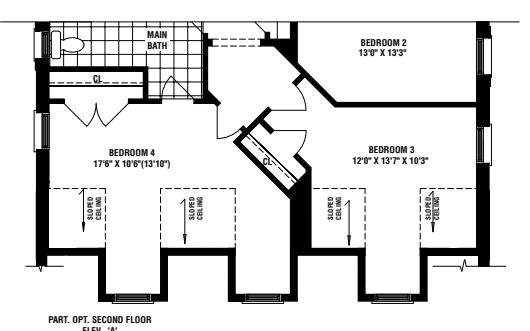 MAIN
BATH
BEDROOM 2
13'0" X 13'3"
CL
BEDROOM 4
17'6" X 10'6"(13'10")
CL
BEDROOM 3
12'0" X 13'7" X 10'3"
SLOPED
CEILING
SLOPED
CEILING
SLOPED
CEILING
SLOPED
CEILING
PART. OPT. SECOND FLOOR
ELEV. 'A'